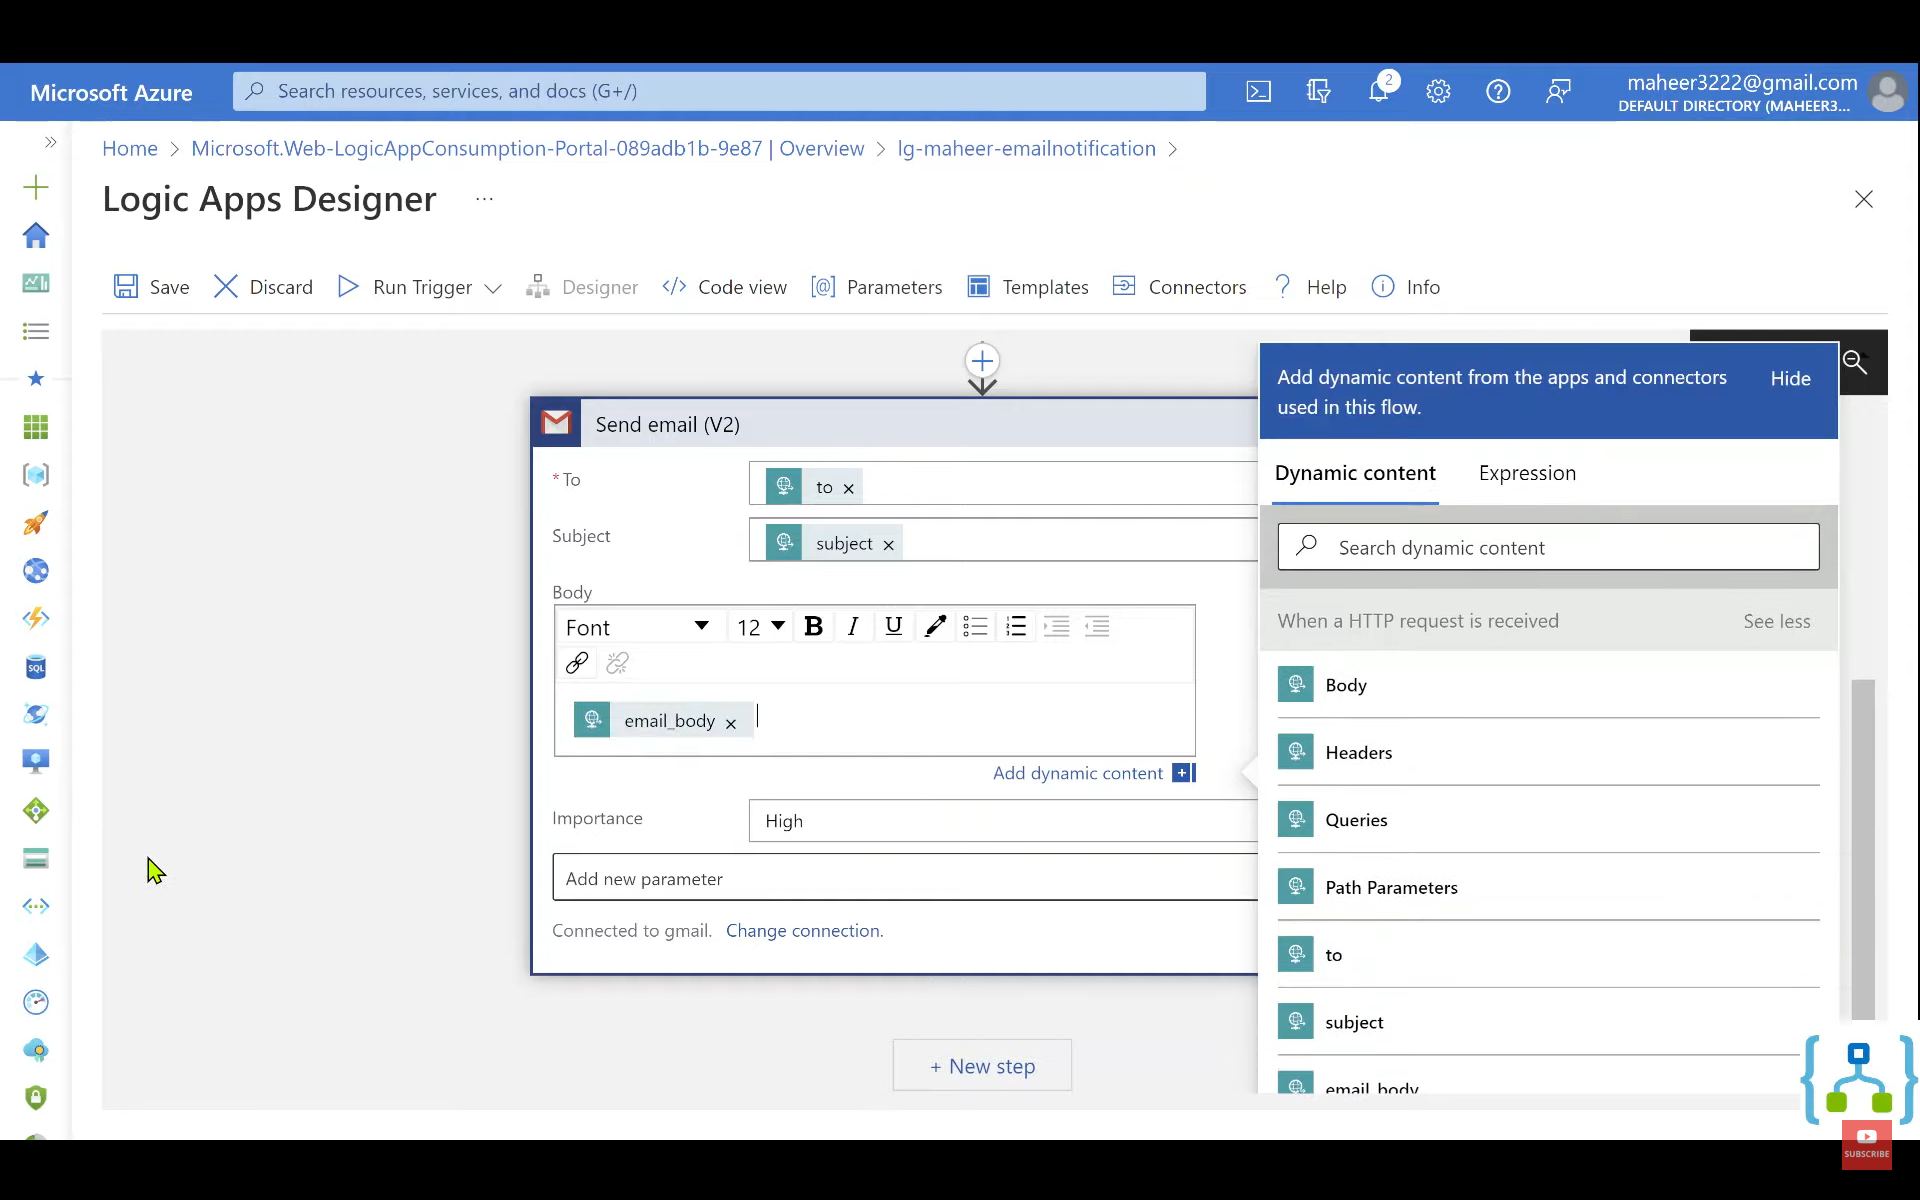 Microsoft Azure
Search resources, services, and docs (G+/)
2
maheer3222@gmail.com
DEFAULT DIRECTORY (MAHEER3...
Home > Microsoft.Web-LogicAppConsumption-Portal-089adb1b-9e87 | Overview > lg-maheer-emailnotification >
Logic Apps Designer ...
Save Discard Run Trigger Designer Code view Parameters Templates Connectors Help Info
Send email (V2)
* To
to ×
Subject
subject ×
Body
Font 12 B I U
email_body ×
Add dynamic content
Importance
High
Add new parameter
Connected to gmail. Change connection.
+ New step
Add dynamic content from the apps and connectors
used in this flow.
Hide
Dynamic content Expression
Search dynamic content
When a HTTP request is received See less
Body
Headers
Queries
Path Parameters
to
subject
email_body
SQL
SUBSCRIBE